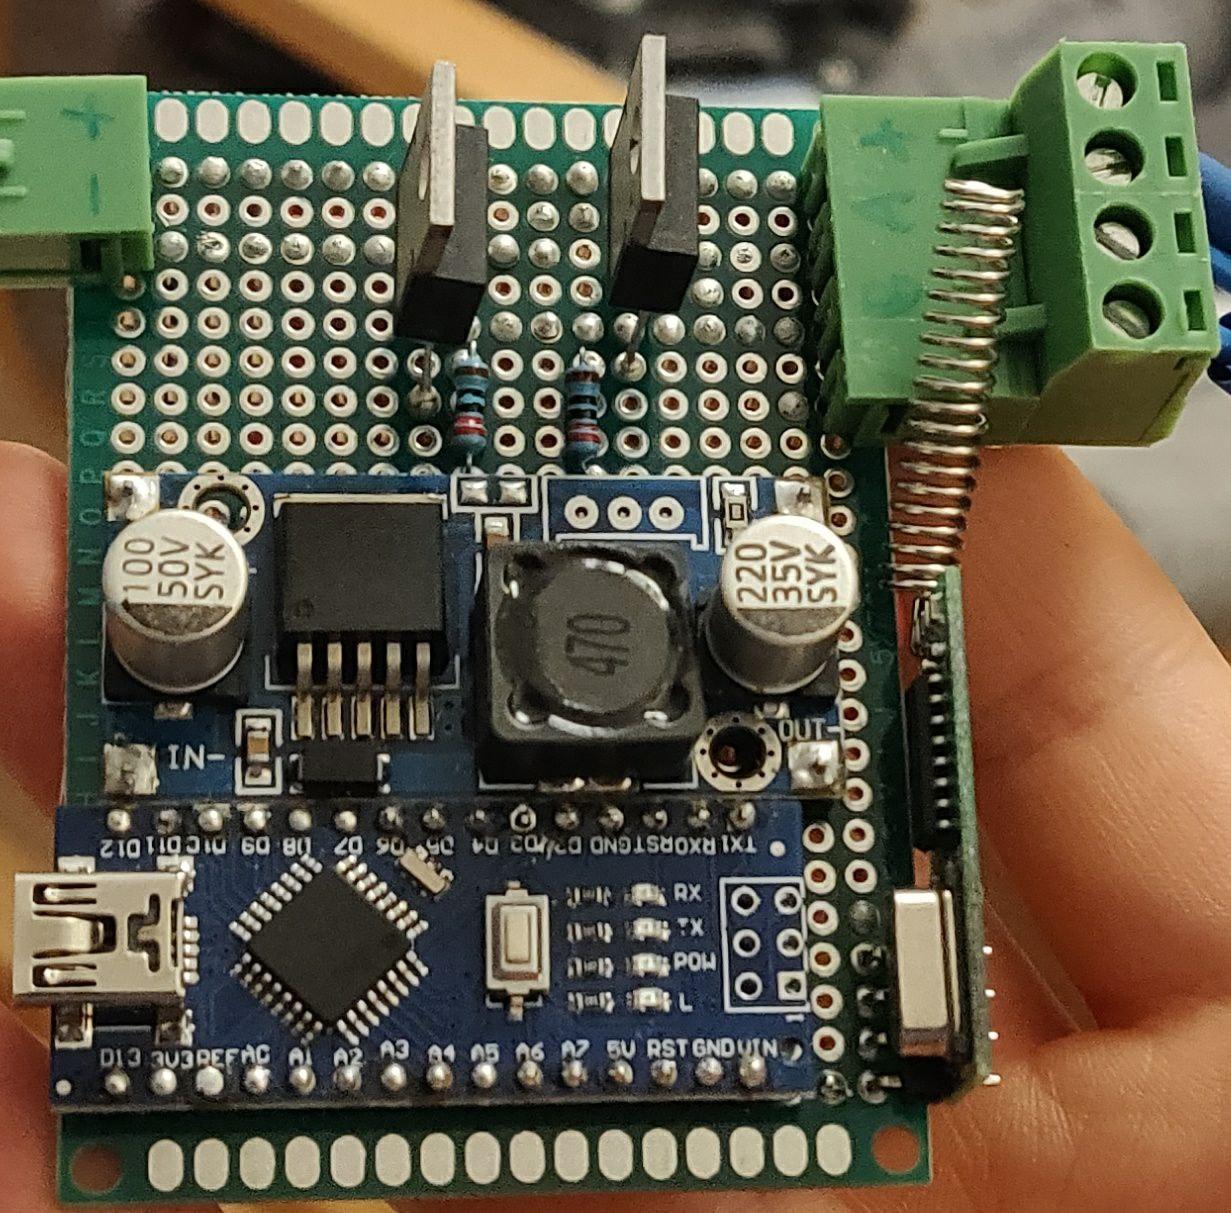 +
-
+
S
R
Q
P
O
N
M
L
K
J
I
H
100
50V
SYK
470
220
35V
SYK
IN-
OUT-
5
D12 D11 D10 D9 D8 D7 D6 D5 D4 D3 D2 GND RST RX0 TX1
RX
TX
POW
L
D13 3V3 REF A0 A1 A2 A3 A4 A5 A6 A7 5V RST GND VIN